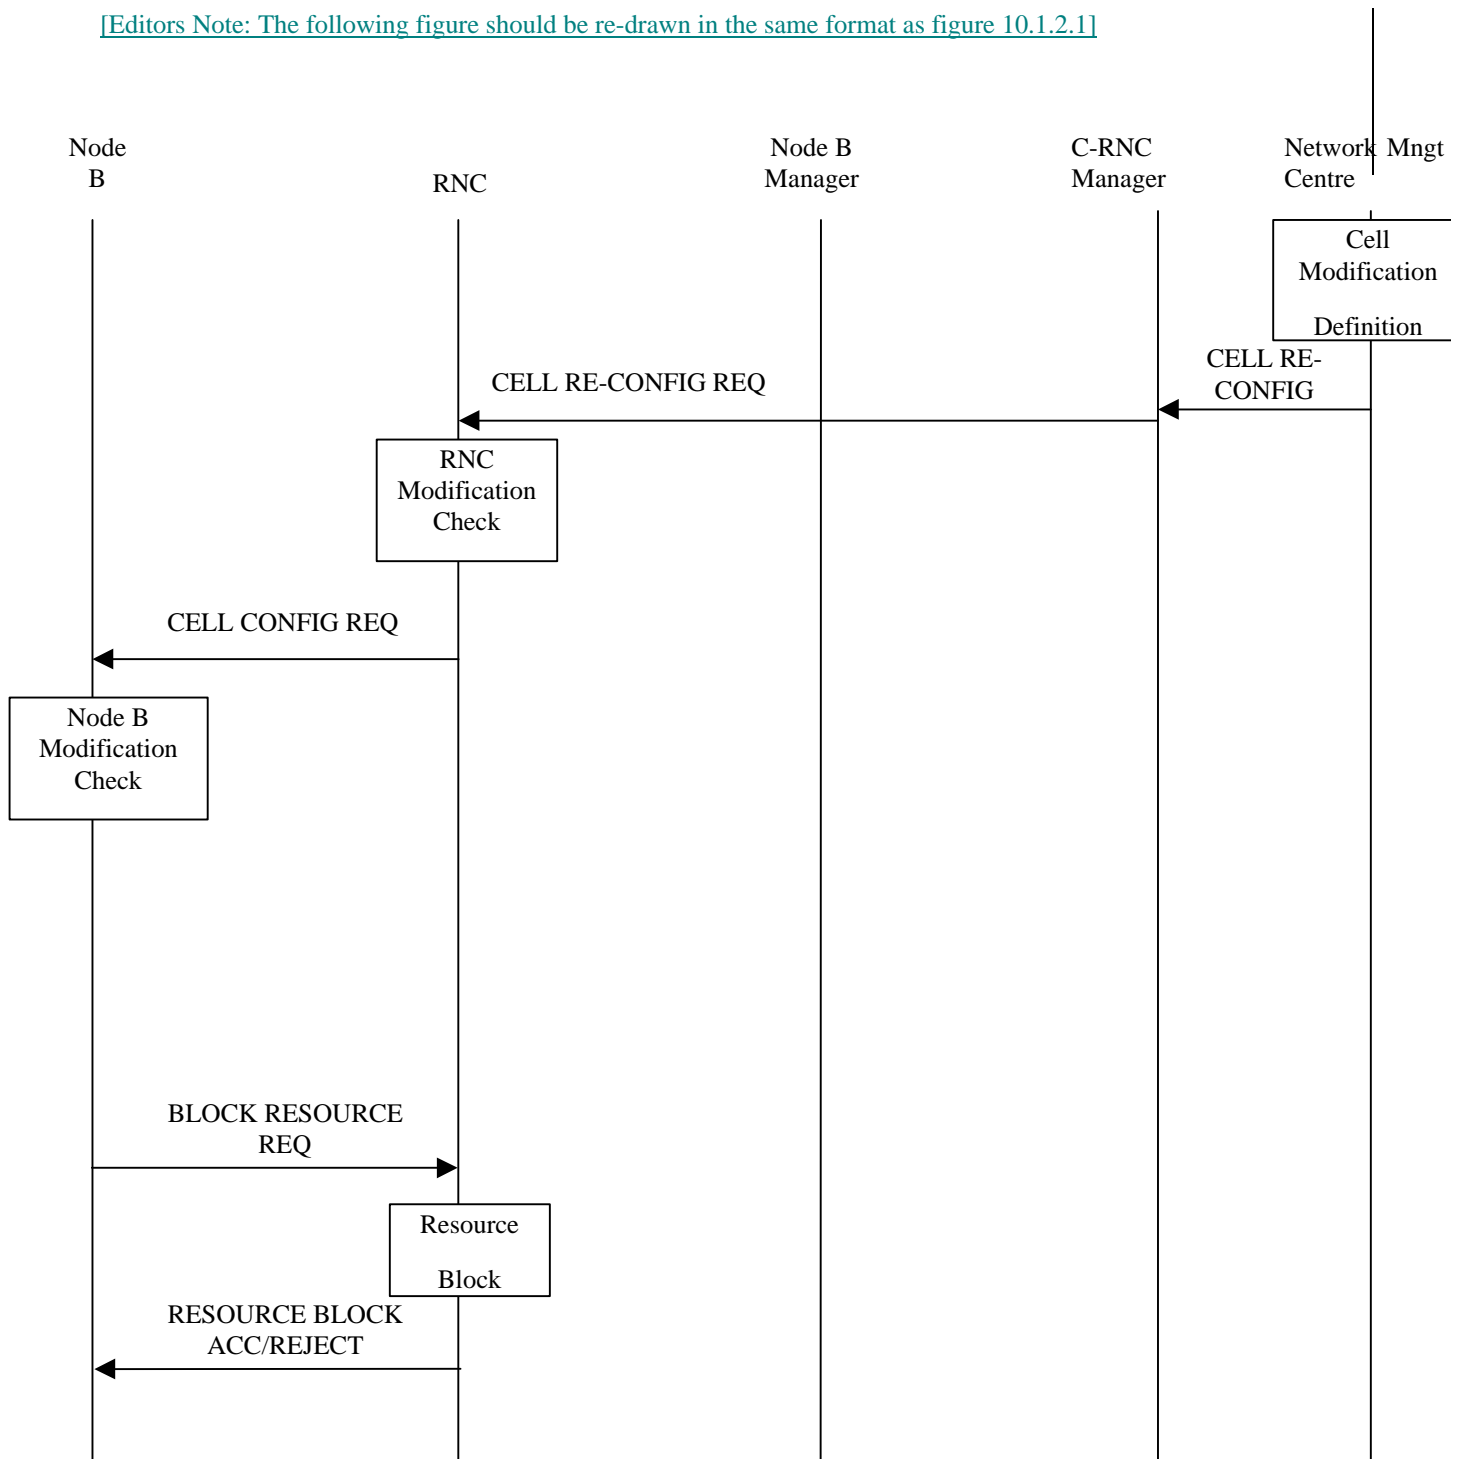 [Editors Note: The following figure should be re-drawn in the same format as figure 10.1.2.1]
Node
B
RNC
Node B
Manager
C-RNC
Manager
Network Mngt
Centre
Cell
Modification
Definition
CELL RE-
CONFIG
CELL RE-CONFIG REQ
RNC
Modification
Check
CELL CONFIG REQ
Node B
Modification
Check
BLOCK RESOURCE
REQ
Resource
Block
RESOURCE BLOCK
ACC/REJECT